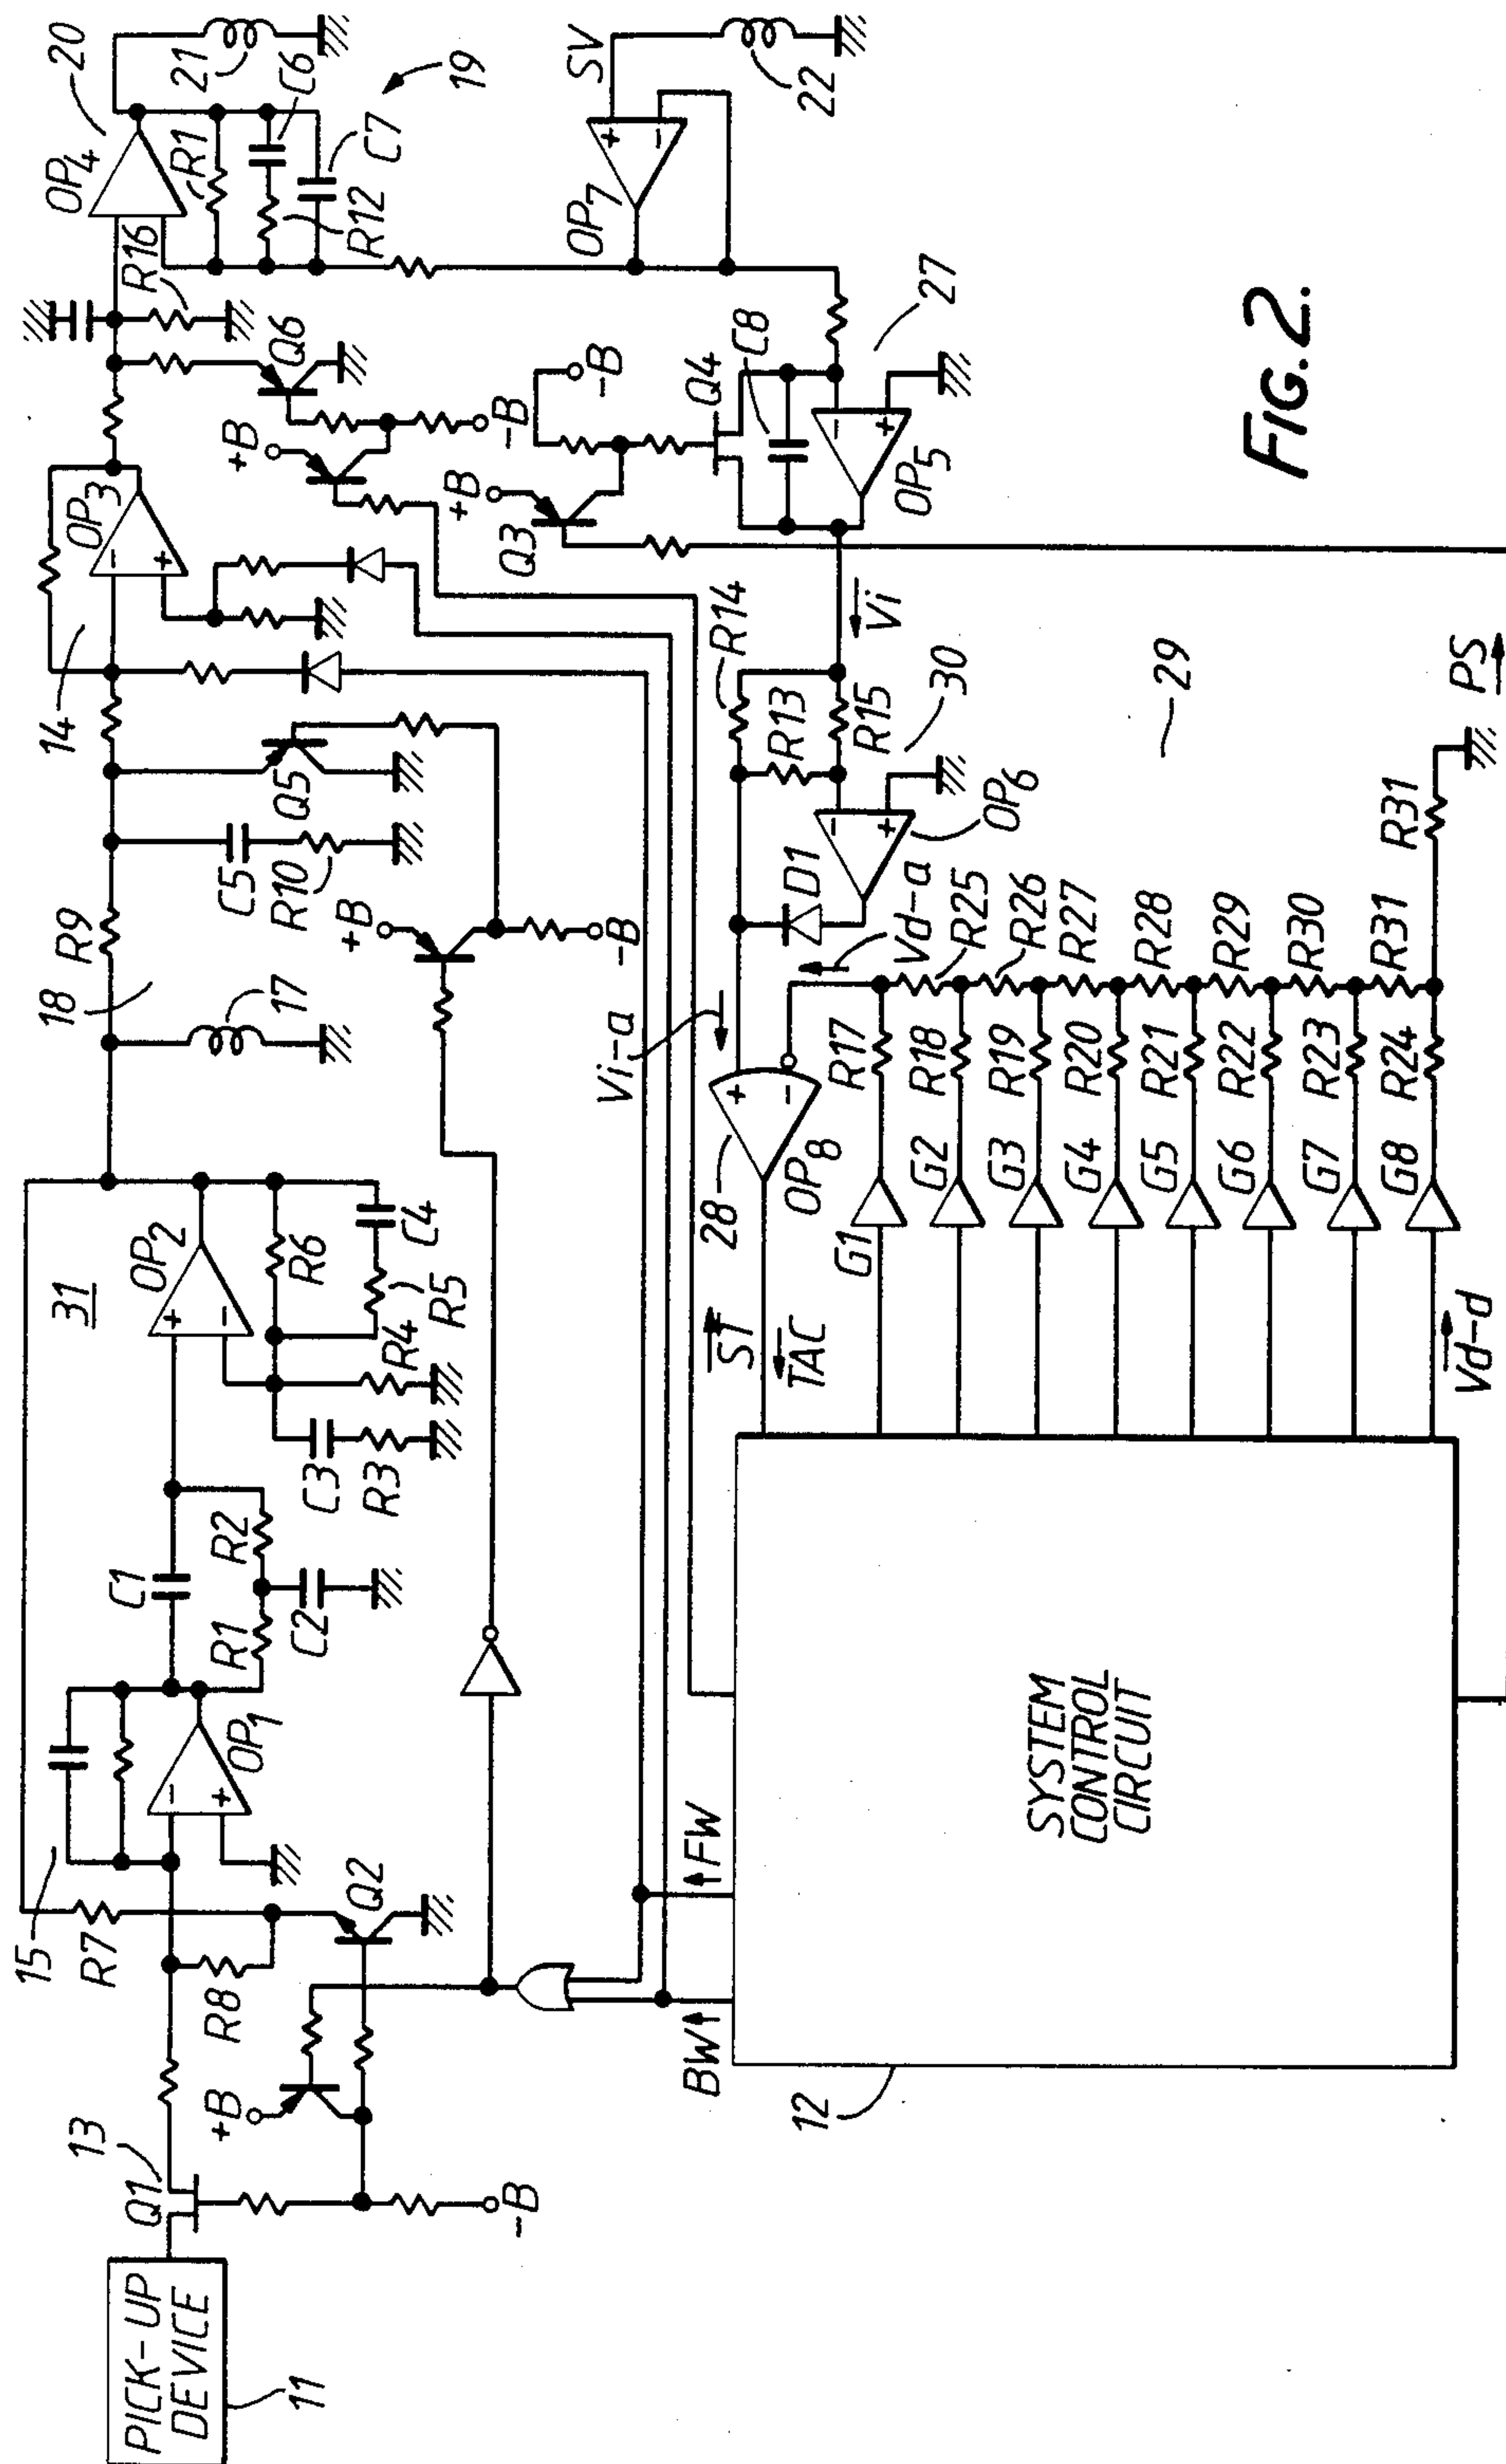 PICK-UP
DEVICE
11
Q1
13
-B
+B
R8
R7
15
Q2
OP1
C1
R1
R2
C2
31
OP2
C3
R3
R4
R5
R6
C4
18
17
R9
C5
R10
+B
-B
Q5
14
OP3
+B
-B
Q6
R16
OP4
20
R1
R12
C6
C7
21
19
SV
OP7
22
+B
Q3
-B
Q4
C8
27
OP5
Vi
R14
R13
R15
30
OP6
D1
Vi-a
Vd-a
28
OP8
ST
TAC
BW
FW
12
SYSTEM
CONTROL
CIRCUIT
G1
G2
G3
G4
G5
G6
G7
G8
Vd-d
R17
R18
R19
R20
R21
R22
R23
R24
R25
R26
R27
R28
R29
R30
R31
R31
29
PS
FIG.2.